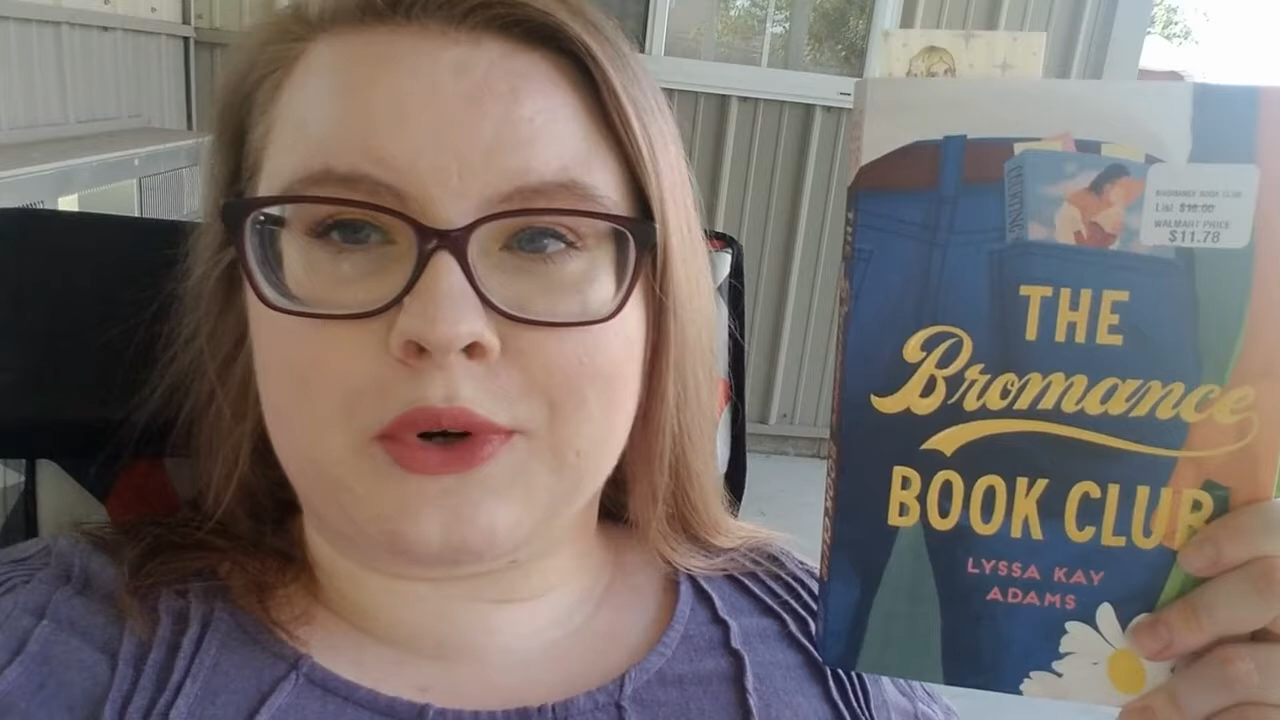 BROMANCE BOOK CLUB
List $16.00
WALMART PRICE
$11.78
THE
Bromance
BOOK CLUB
LYSSA KAY
ADAMS